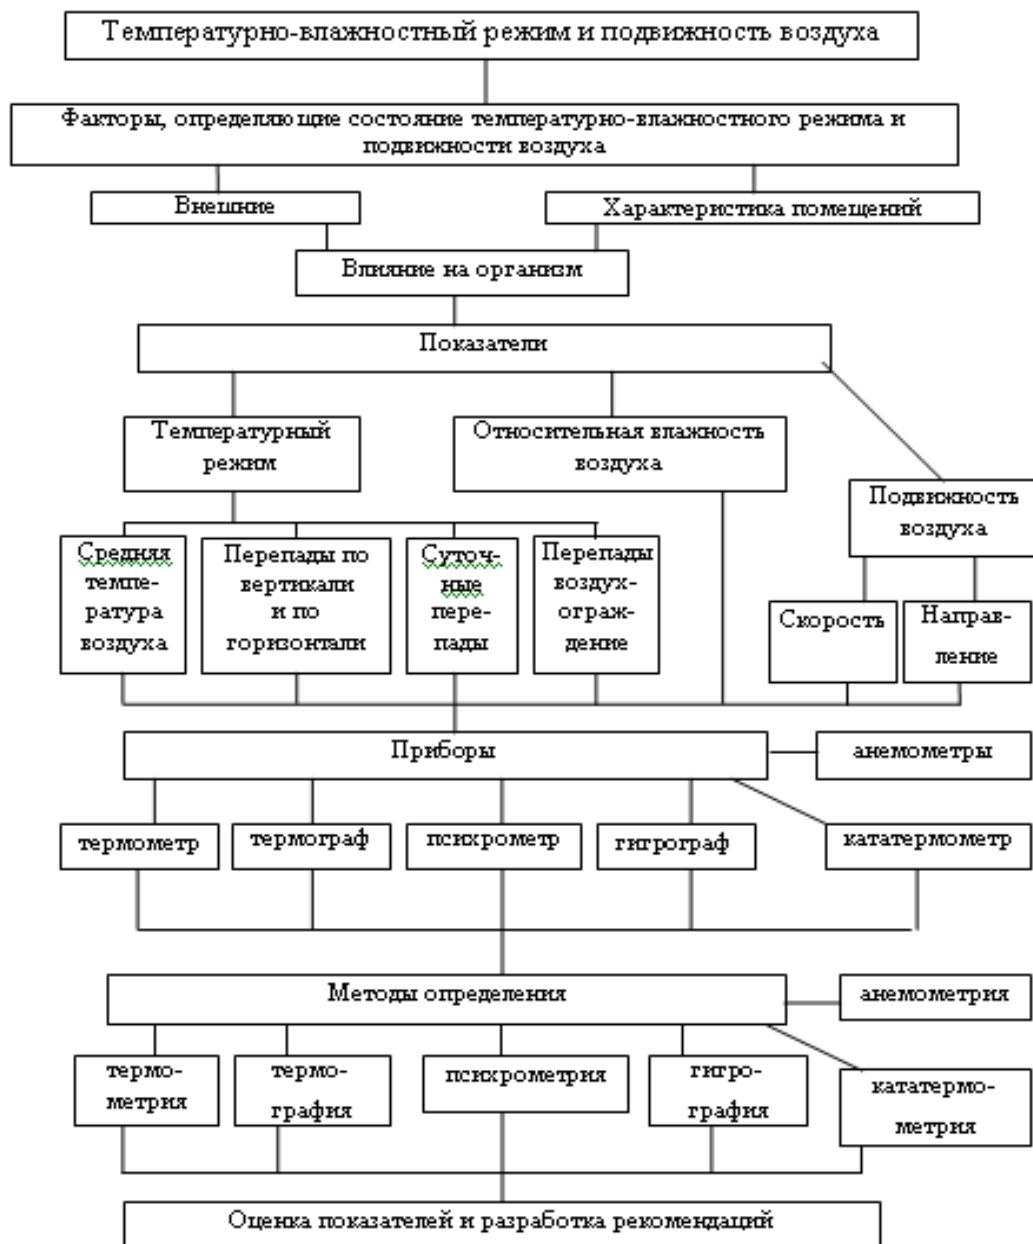 Температурно-влажностный режим и подвижность воздуха
Факторы, определяющие состояние температурно-влажностного режима и
подвижности воздуха
Внешние
Характеристика помещений
Влияние на организм
Показатели
Температурный
режим
Относительная влажность
воздуха
Подвижность
воздуха
Средняя
темпе-
ратура
воздуха
Перепады по
вертикали
и по
горизонтали
Суточ-
ные
пере-
пады
Перепады
воздух-
ограж-
дение
Скорость
Направ-
ление
Приборы
анемометры
термометр
термограф
психрометр
гигрограф
кататермометр
Методы определения
анемометрия
термо-
метрия
термо-
графия
психрометрия
гигро-
графия
кататермо-
метрия
Оценка показателей и разработка рекомендаций